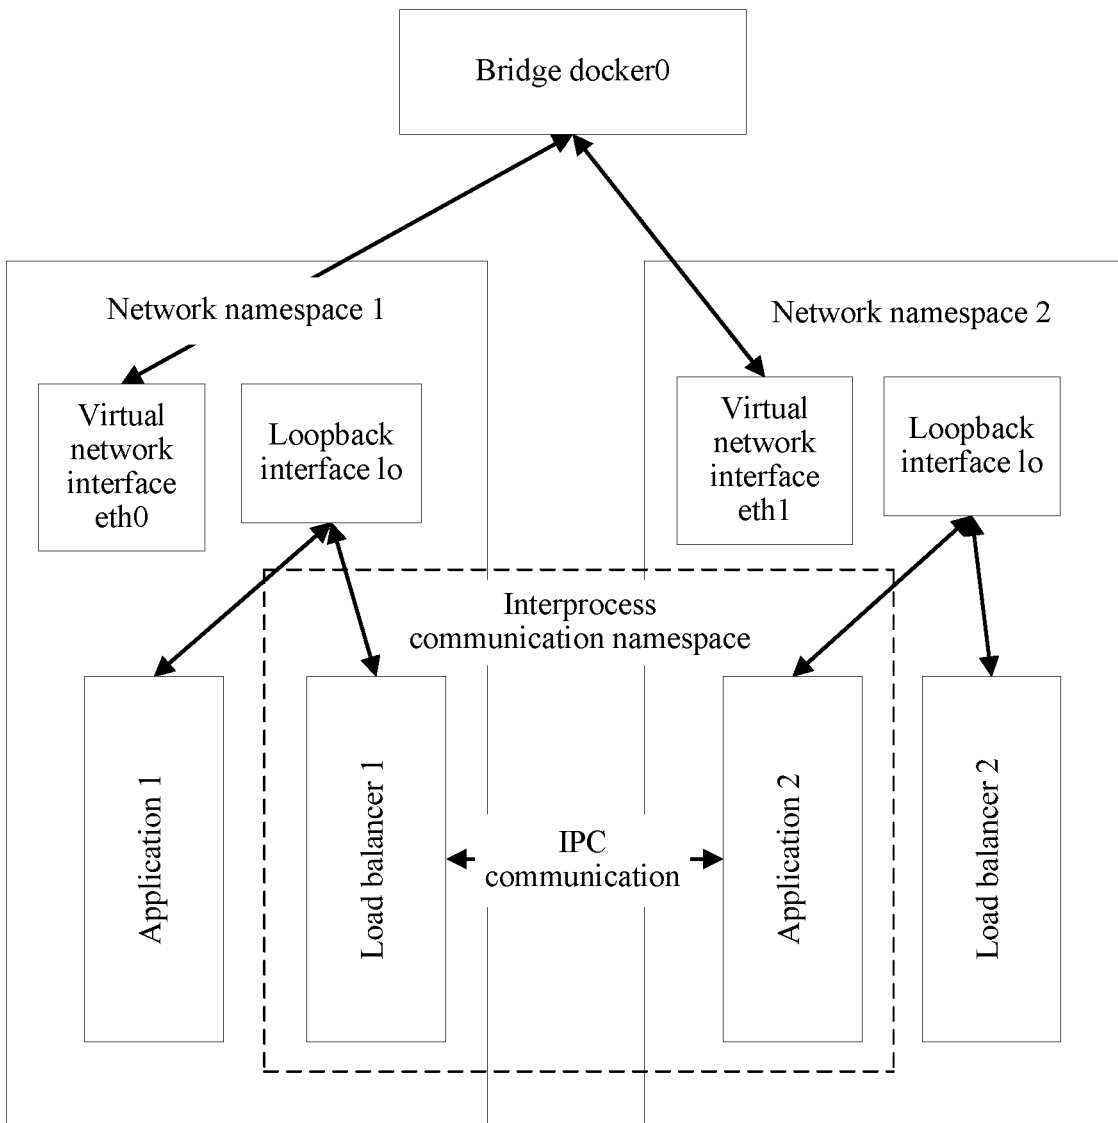 Bridge docker0
Network namespace 1
Network namespace 2
Virtual
network
interface
eth0
Loopback
interface lo
Virtual
network
interface
eth1
Loopback
interface lo
Interprocess
communication namespace
Application 1
Load balancer 1
IPC
communication
Application 2
Load balancer 2